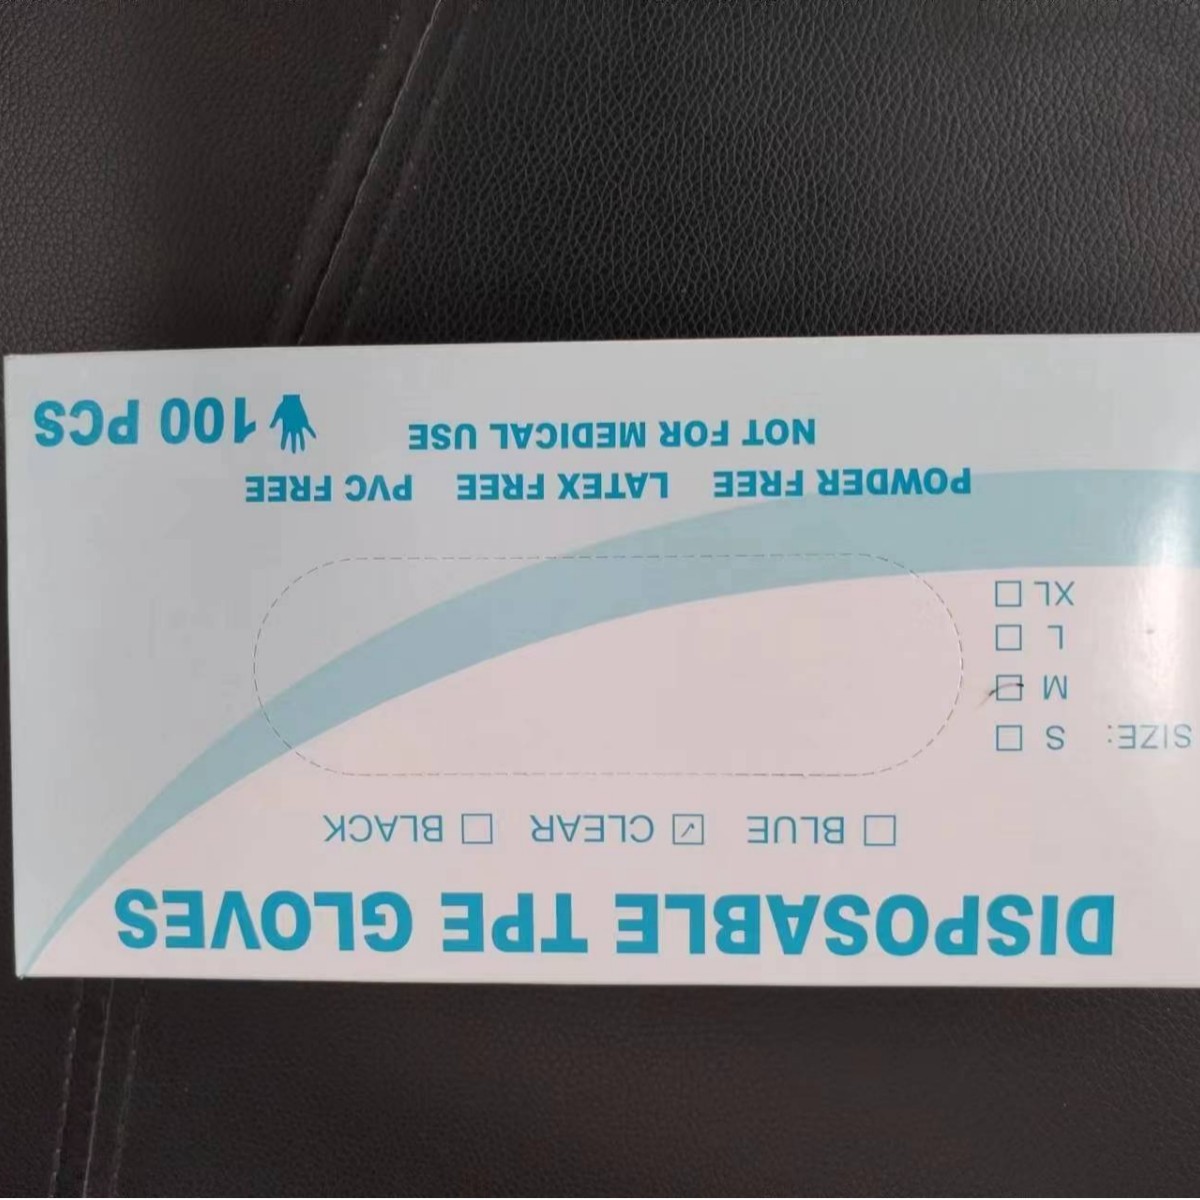 DISPOSABLE TPE GLOVES
BLUE CLEAR BLACK
SIZE: S
M
L
XL
POWDER FREE LATEX FREE PVC FREE
NOT FOR MEDICAL USE
100 PCS